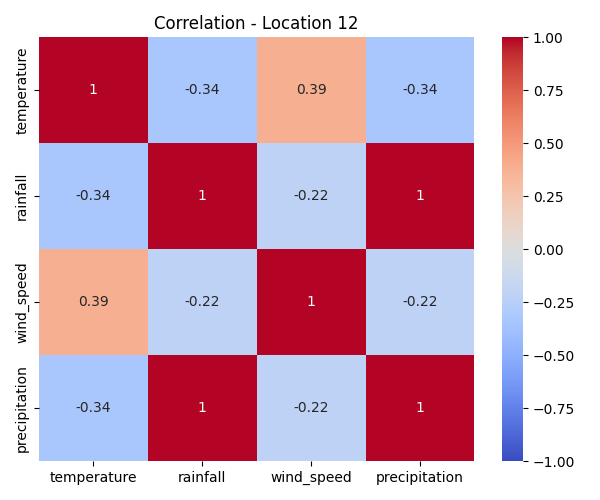 Correlation - Location 12
temperature 1 -0.34 0.39 -0.34
rainfall -0.34 1 -0.22 1
wind_speed 0.39 -0.22 1 -0.22
precipitation -0.34 1 -0.22 1
temperature rainfall wind_speed precipitation
1.00
0.75
0.50
0.25
0.00
−0.25
−0.50
−0.75
−1.00